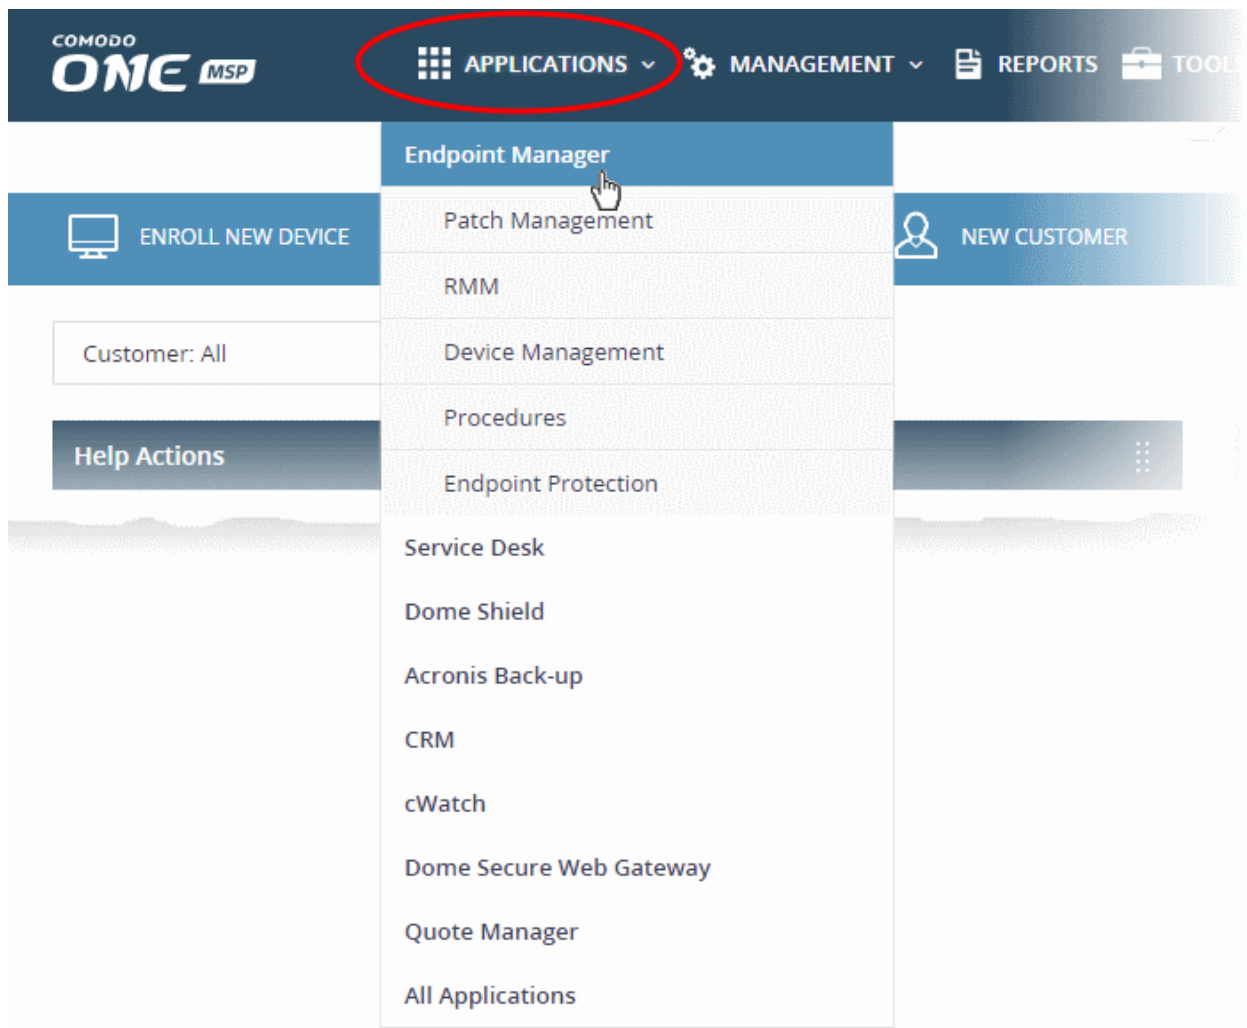 COMODO
ONE MSP
APPLICATIONS
MANAGEMENT
REPORTS
TOOLS
Endpoint Manager
Patch Management
ENROLL NEW DEVICE
NEW CUSTOMER
RMM
Customer: All
Device Management
Procedures
Help Actions
Endpoint Protection
Service Desk
Dome Shield
Acronis Back-up
CRM
cWatch
Dome Secure Web Gateway
Quote Manager
All Applications